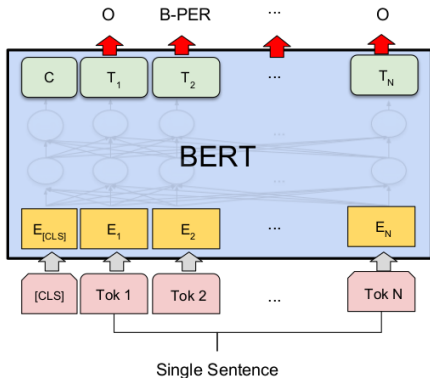 O B-PER ... O
C T1 T2 ... TN
...
BERT
...
E[CLS] E1 E2 ... EN
[CLS] Tok 1 Tok 2 ... Tok N
Single Sentence